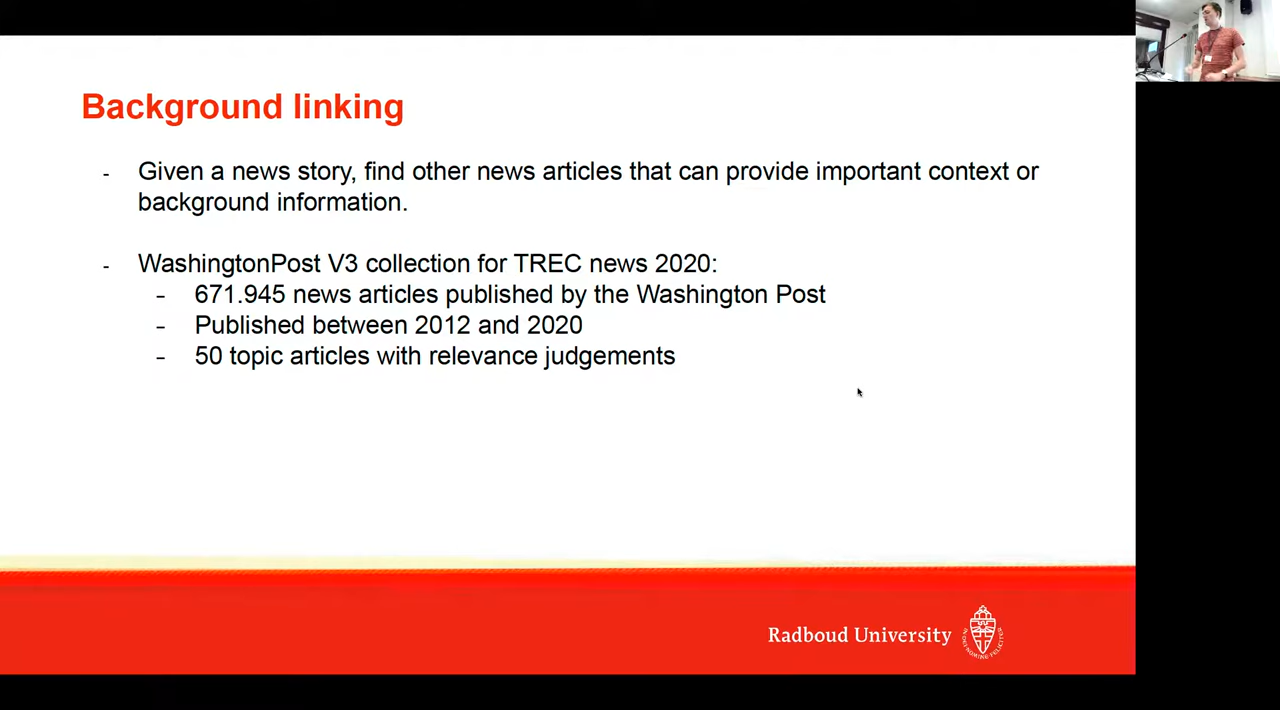 Background linking
- Given a news story, find other news articles that can provide important context or
background information.
- WashingtonPost V3 collection for TREC news 2020:
- 671.945 news articles published by the Washington Post
- Published between 2012 and 2020
- 50 topic articles with relevance judgements
Radboud University